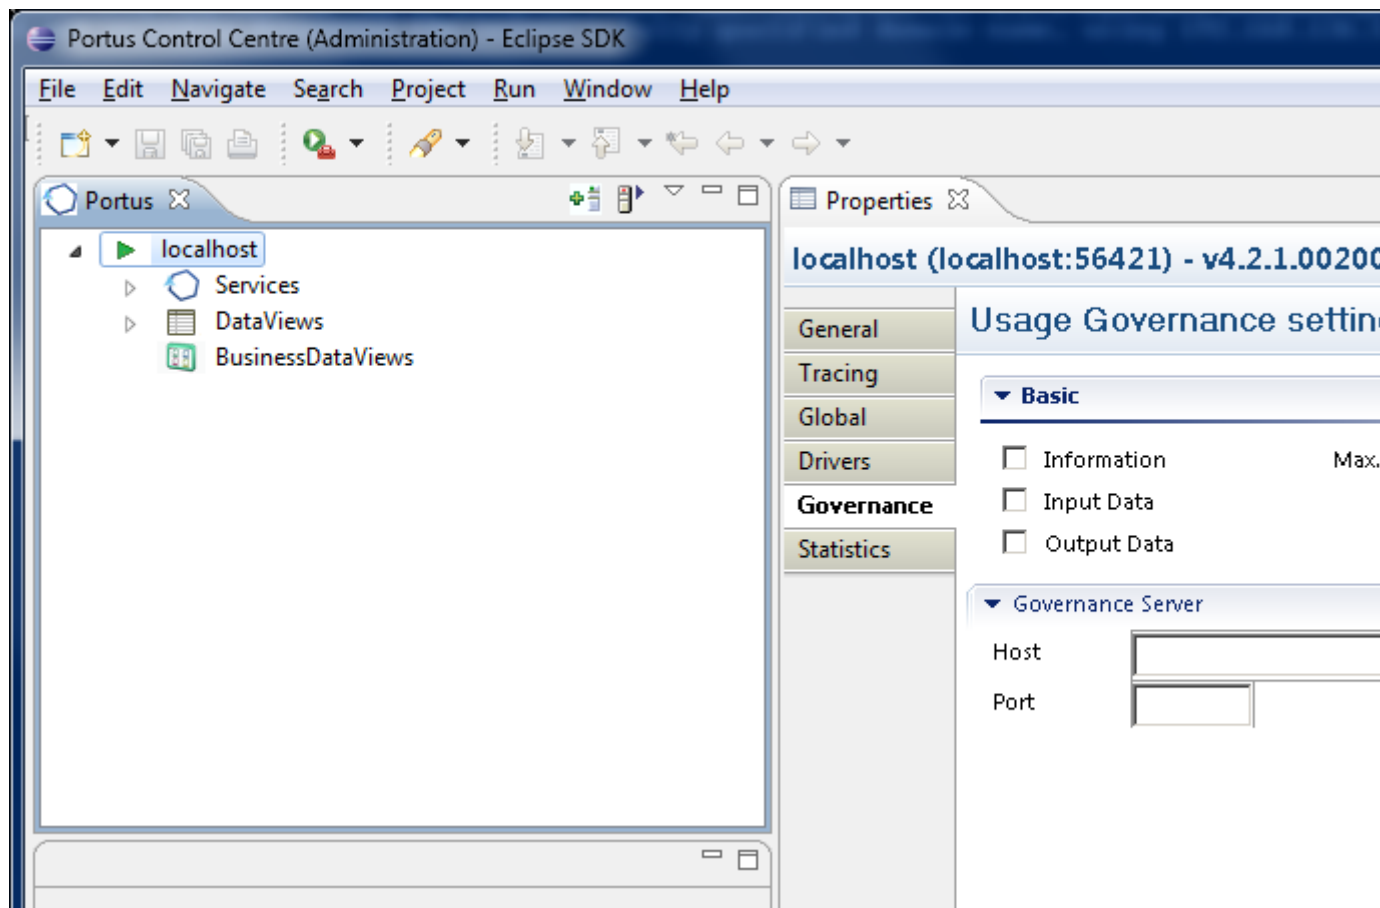 Portus Control Centre (Administration) - Eclipse SDK
File Edit Navigate Search Project Run Window Help
Portus
localhost
Services
DataViews
BusinessDataViews
Properties
localhost (localhost:56421) - v4.2.1.0020
General
Tracing
Global
Drivers
Governance
Statistics
Usage Governance settin
Basic
Information Max.
Input Data
Output Data
Governance Server
Host
Port